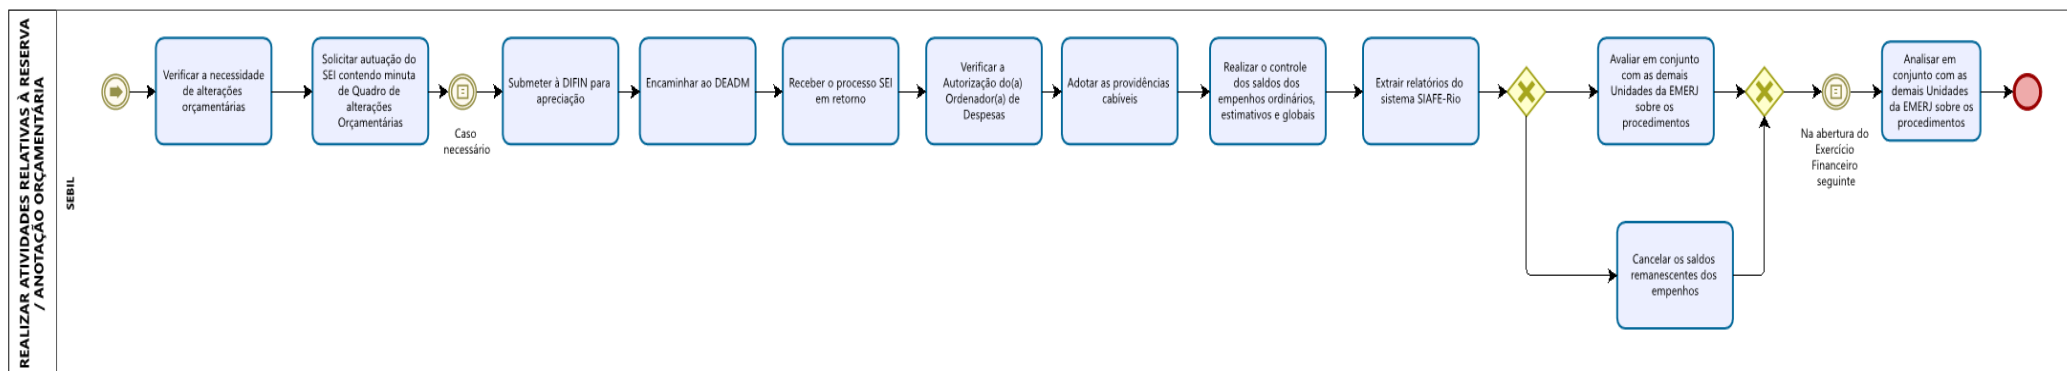 REALIZAR ATIVIDADES RELATIVAS À RESERVA
/ ANOTAÇÃO ORÇAMENTÁRIA
SEBIL
Verificar a necessidade
de alterações
orçamentárias
Solicitar autuação do
SEI contendo minuta
de Quadro de
alterações
Orçamentárias
Caso
necessário
Submeter à DIFIN para
apreciação
Encaminhar ao DEADM
Receber o processo SEI
em retorno
Verificar a
Autorização do(a)
Ordenador(a) de
Despesas
Adotar as providências
cabíveis
Realizar o controle
dos saldos dos
empenhos ordinários,
estimativos e globais
Extrair relatórios do
sistema SIAFE-Rio
Avaliar em conjunto
com as demais
Unidades da EMERJ
sobre os
procedimentos
Cancelar os saldos
remanescentes dos
empenhos
Na abertura do
Exercício
Financeiro
seguinte
Analisar em
conjunto com as
demais Unidades
da EMERJ sobre os
procedimentos